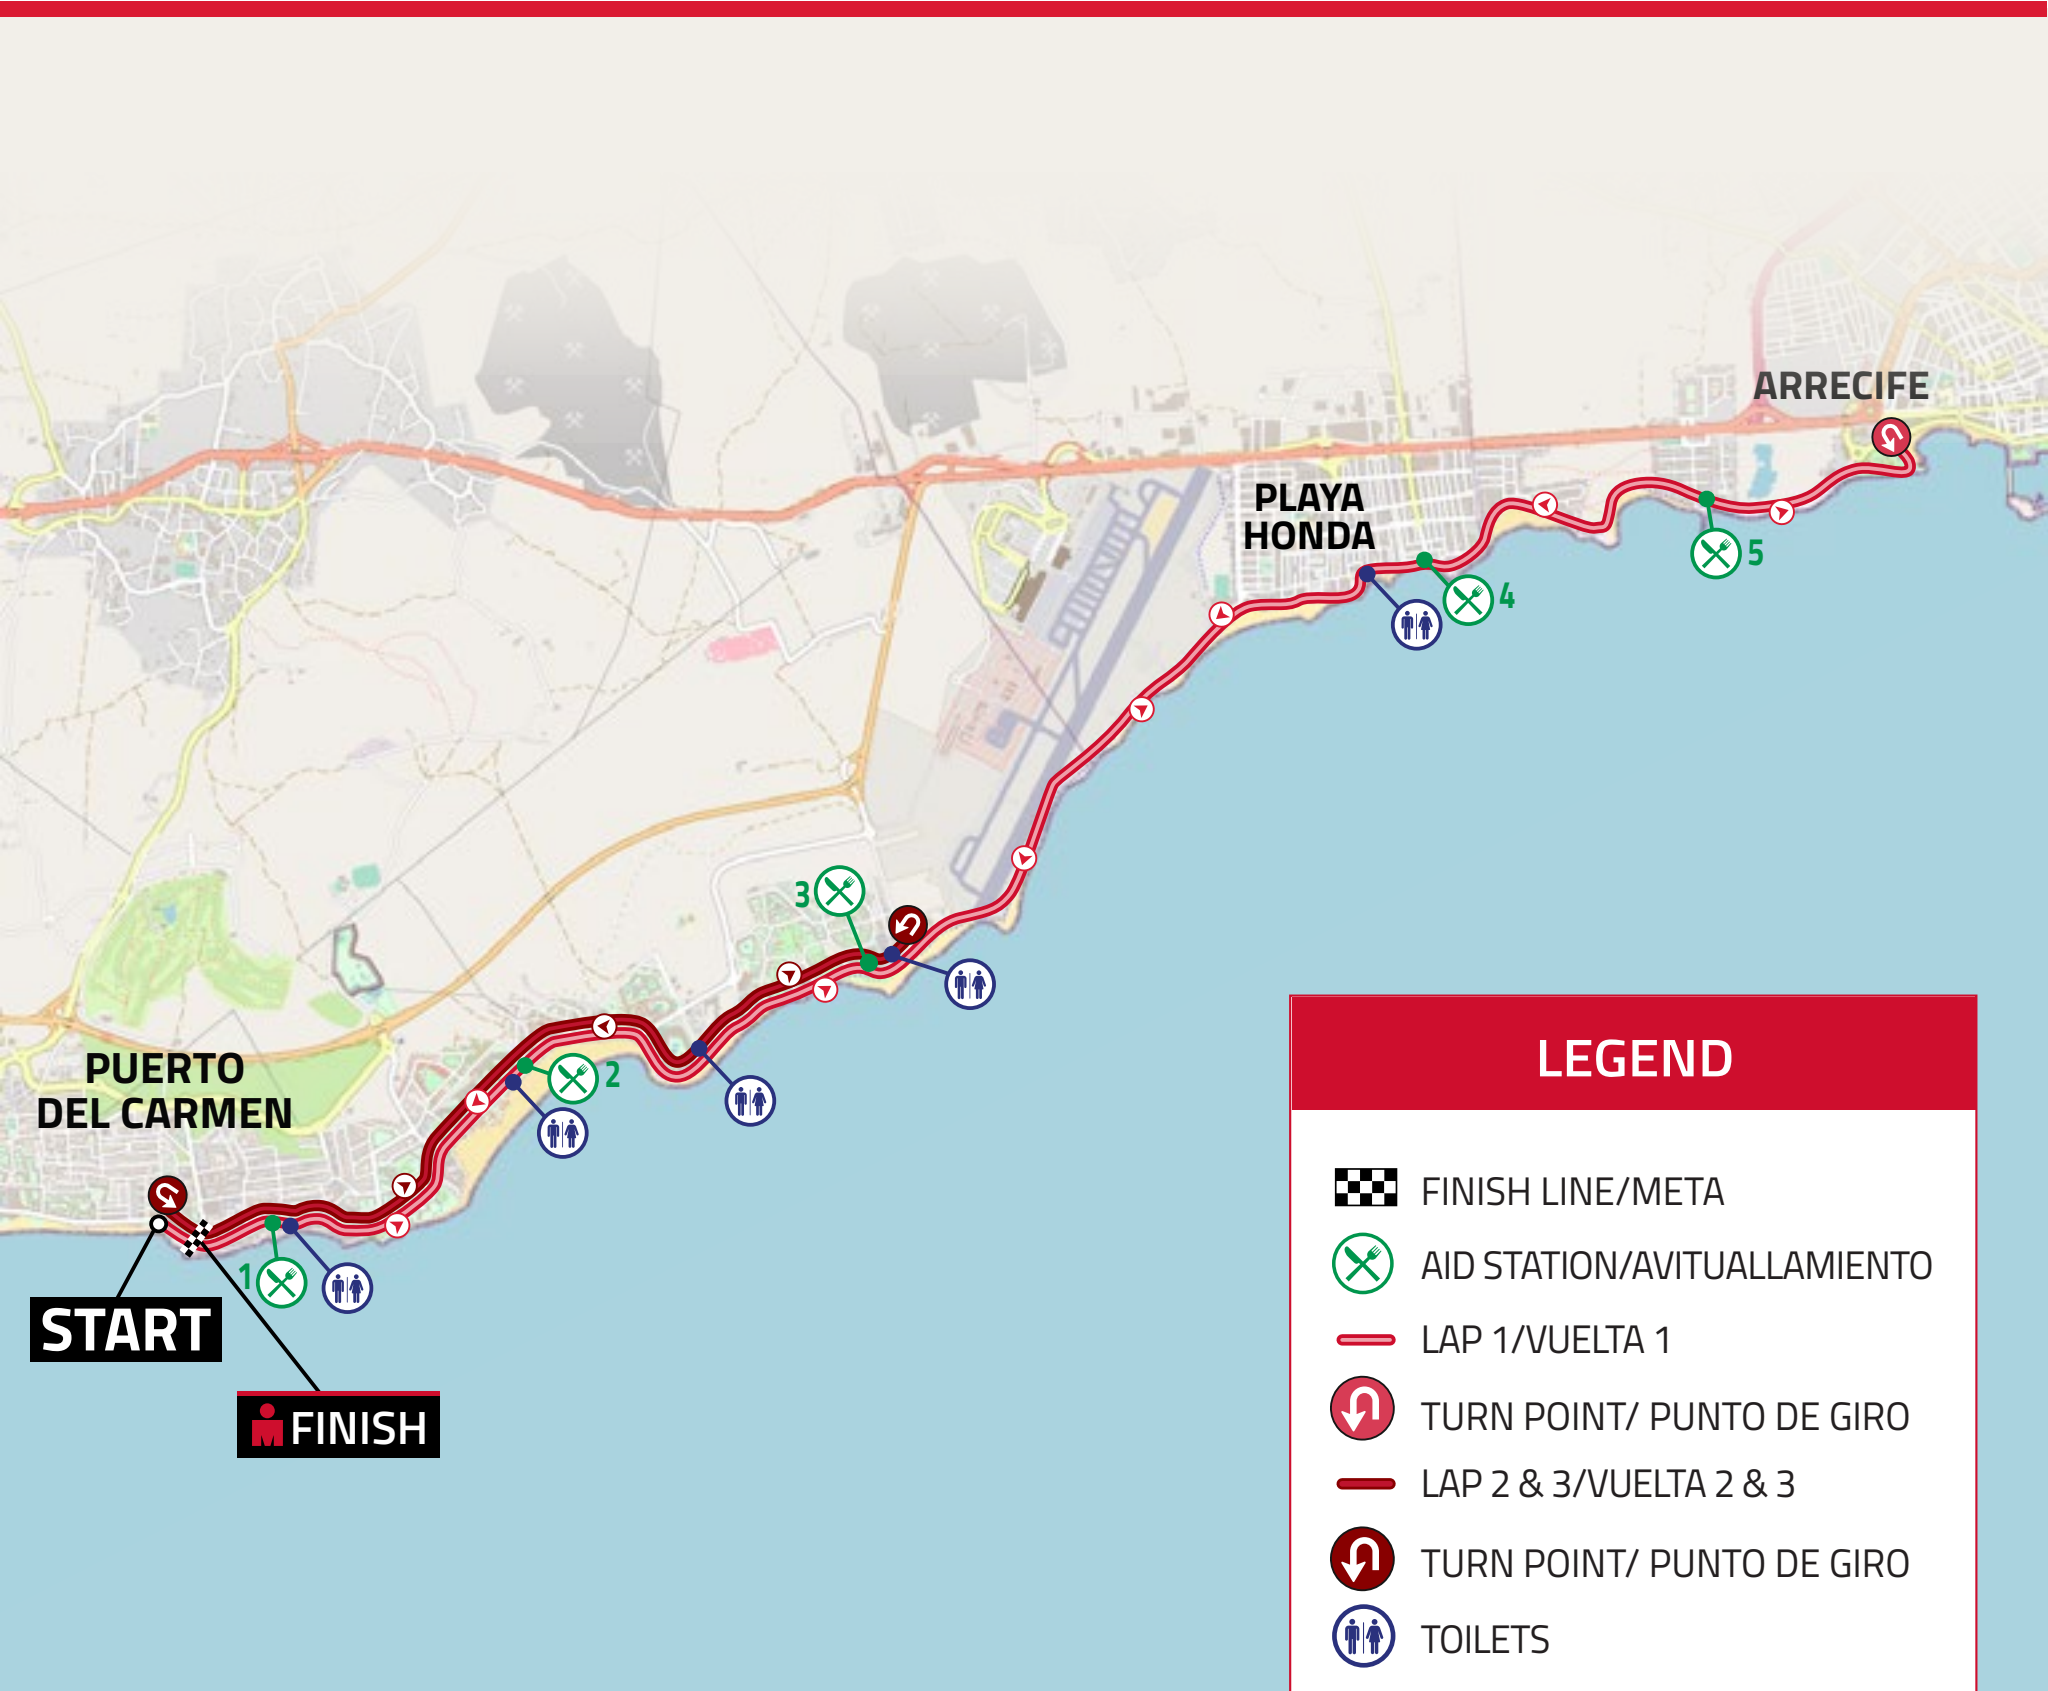 ARRECIFE
PLAYA
HONDA
5
4
3
2
PUERTO
DEL CARMEN
1
START
FINISH
LEGEND
FINISH LINE/META
AID STATION/AVITUALLAMIENTO
LAP 1/VUELTA 1
TURN POINT/ PUNTO DE GIRO
LAP 2 & 3/VUELTA 2 & 3
TURN POINT/ PUNTO DE GIRO
TOILETS